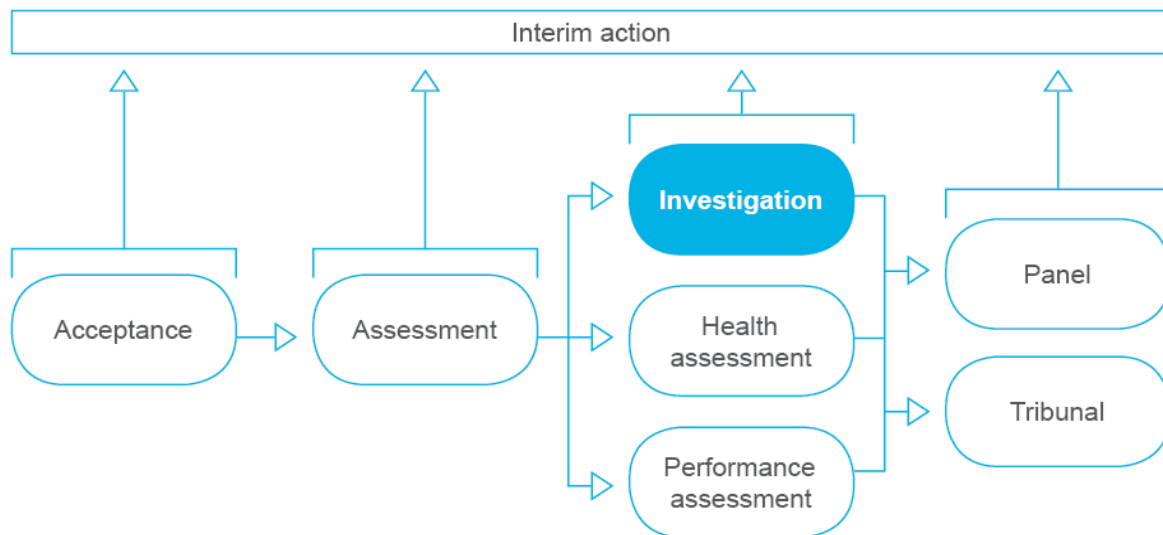 Interim action
Acceptance
Assessment
Investigation
Health
assessment
Performance
assessment
Panel
Tribunal